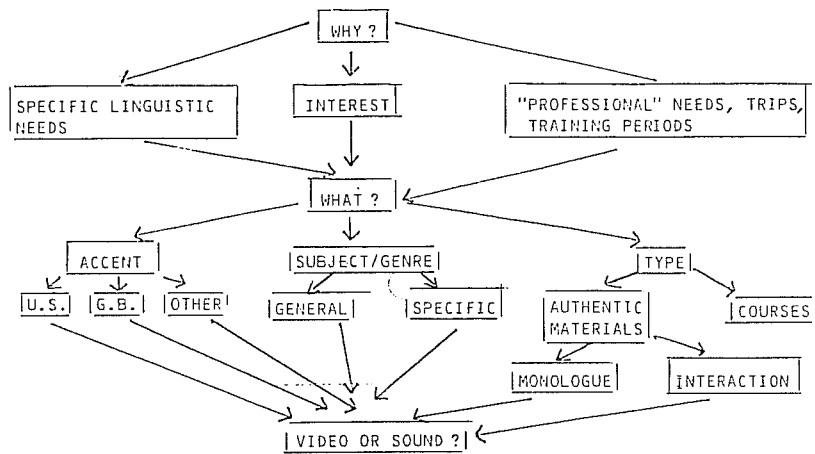 WHY ?
SPECIFIC LINGUISTIC
NEEDS
INTEREST
"PROFESSIONAL" NEEDS, TRIPS,
TRAINING PERIODS
WHAT ?
ACCENT
SUBJECT/GENRE
TYPE
U.S.
G.B.
OTHER
GENERAL
SPECIFIC
AUTHENTIC
MATERIALS
COURSES
MONOLOGUE
INTERACTION
VIDEO OR SOUND ?